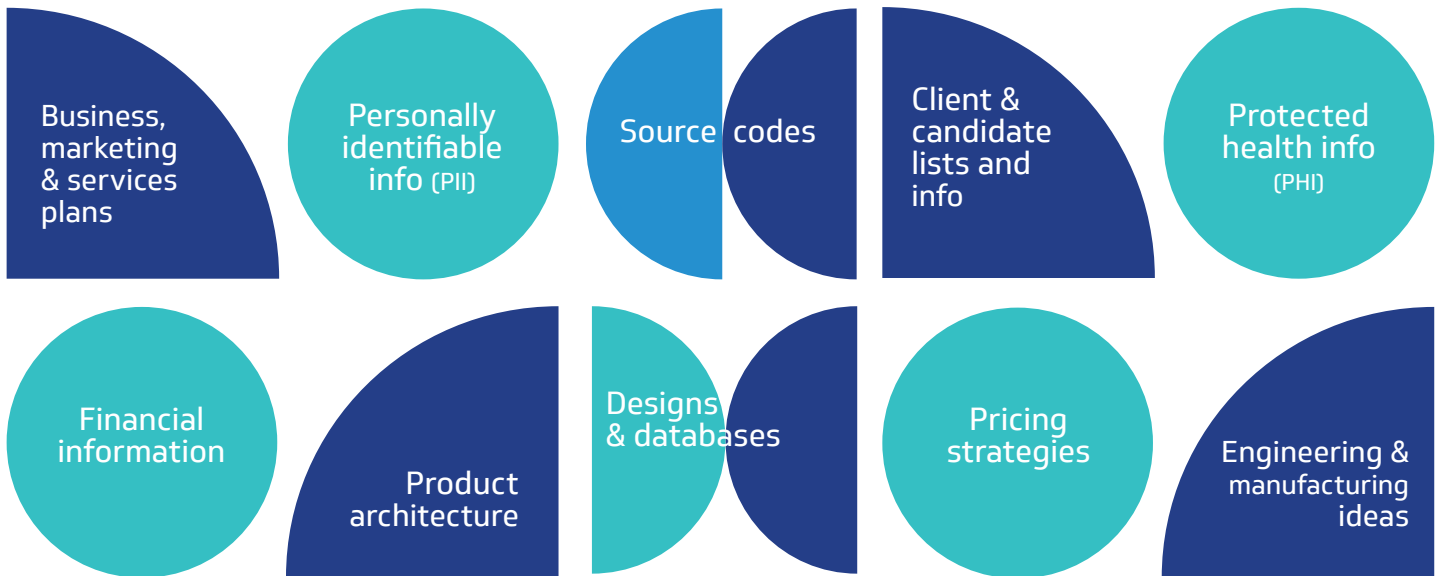 Business,
marketing
& services
plans
Personally
identifiable
info (PII)
Source codes
Client &
candidate
lists and
info
Protected
health info
(PHI)
Financial
information
Product
architecture
Designs
& databases
Pricing
strategies
Engineering &
manufacturing
ideas